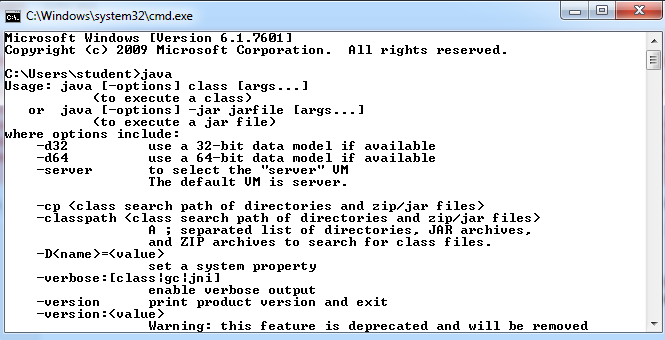 C:\Windows\system32\cmd.exe
Microsoft Windows [Version 6.1.7601]
Copyright (c) 2009 Microsoft Corporation.  All rights reserved.
C:\Users\student>java
Usage: java [-options] class [args...]
           (to execute a class)
   or  java [-options] -jar jarfile [args...]
           (to execute a jar file)
where options include:
    -d32          use a 32-bit data model if available
    -d64          use a 64-bit data model if available
    -server       to select the "server" VM
                  The default VM is server.
    -cp <class search path of directories and zip/jar files>
    -classpath <class search path of directories and zip/jar files>
                  A ; separated list of directories, JAR archives,
                  and ZIP archives to search for class files.
    -D<name>=<value>
                  set a system property
    -verbose:[class|gc|jni]
                  enable verbose output
    -version      print product version and exit
    -version:<value>
                  Warning: this feature is deprecated and will be removed